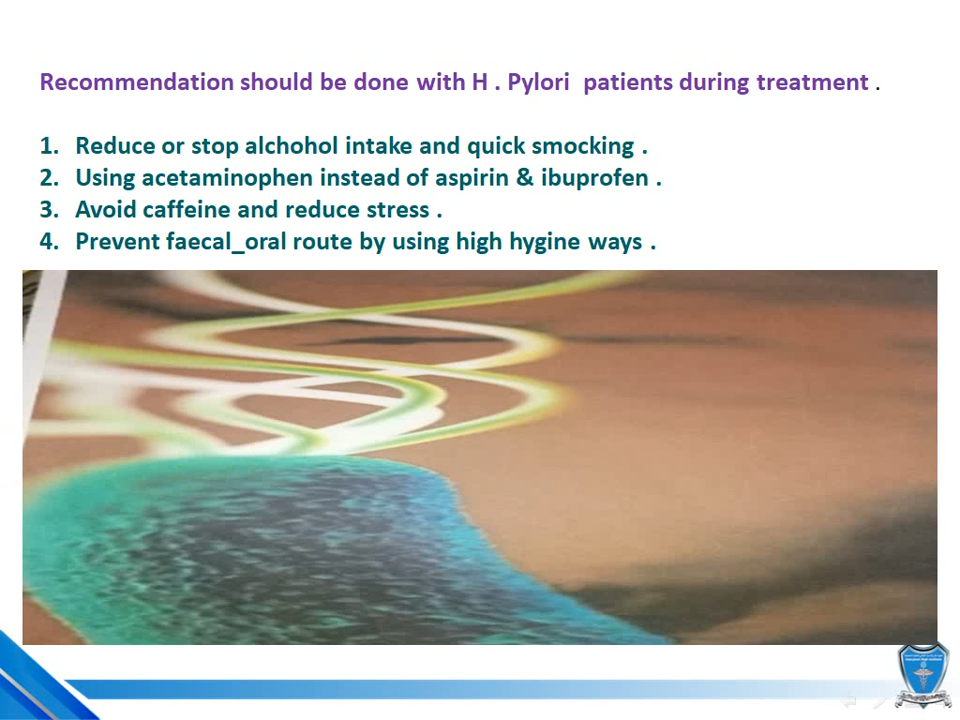 Recommendation should be done with H . Pylori patients during treatment .
1. Reduce or stop alchohol intake and quick smocking .
2. Using acetaminophen instead of aspirin & ibuprofen .
3. Avoid caffeine and reduce stress .
4. Prevent faecal_oral route by using high hygine ways .